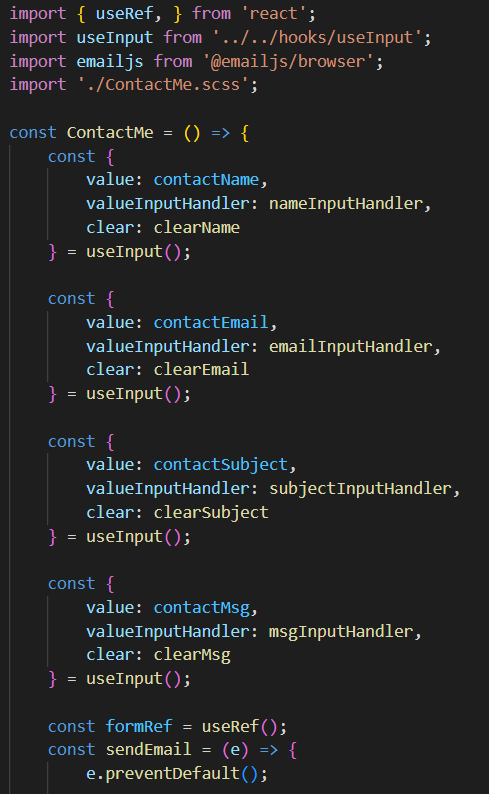 import { useRef, } from 'react';
import useInput from '../../hooks/useInput';
import emailjs from '@emailjs/browser';
import './ContactMe.scss';

const ContactMe = () => {
    const {
        value: contactName,
        valueInputHandler: nameInputHandler,
        clear: clearName
    } = useInput();

    const {
        value: contactEmail,
        valueInputHandler: emailInputHandler,
        clear: clearEmail
    } = useInput();

    const {
        value: contactSubject,
        valueInputHandler: subjectInputHandler,
        clear: clearSubject
    } = useInput();

    const {
        value: contactMsg,
        valueInputHandler: msgInputHandler,
        clear: clearMsg
    } = useInput();

    const formRef = useRef();
    const sendEmail = (e) => {
        e.preventDefault();